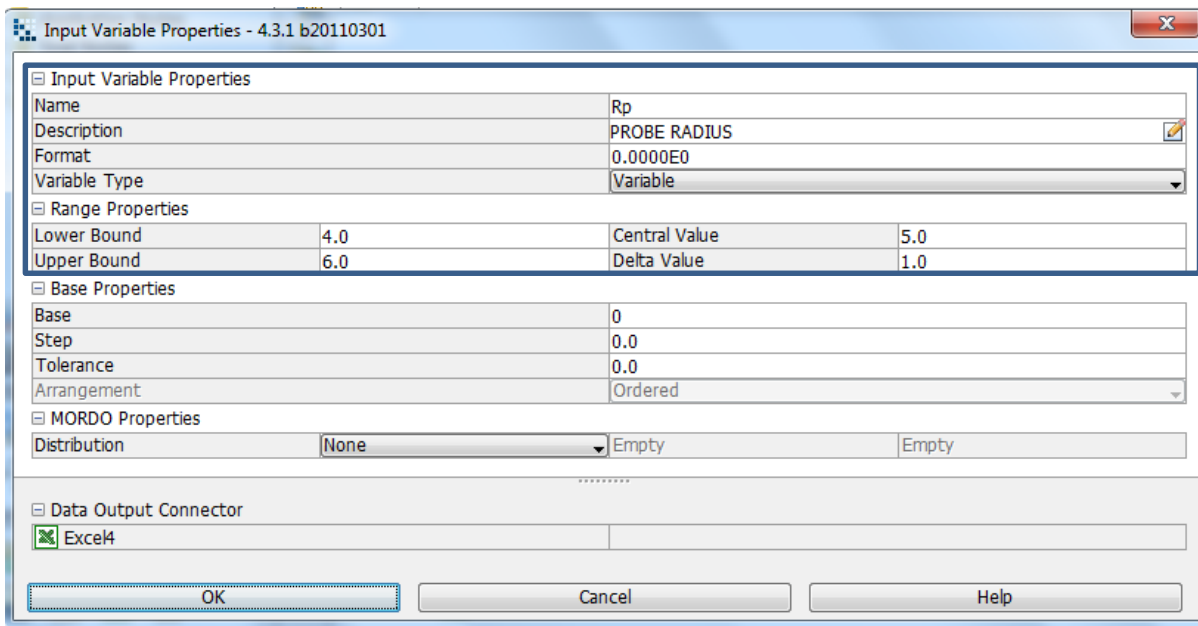 Input Variable Properties - 4.3.1 b20110301
Input Variable Properties
Name Rp
Description PROBE RADIUS
Format 0.0000E0
Variable Type Variable
Range Properties
Lower Bound 4.0 Central Value 5.0
Upper Bound 6.0 Delta Value 1.0
Base Properties
Base 0
Step 0.0
Tolerance 0.0
Arrangement Ordered
MORDO Properties
Distribution None Empty Empty
Data Output Connector
Excel4
OK Cancel Help